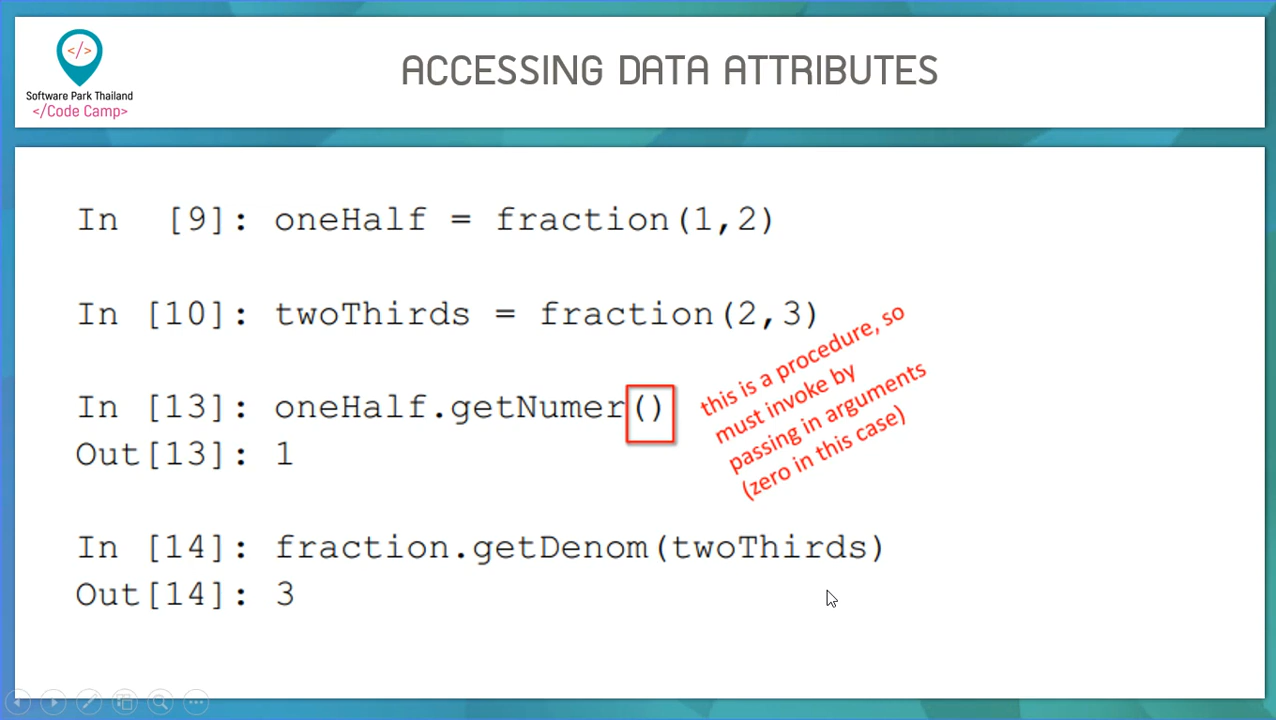 </>
Software Park Thailand
</Code Camp>
ACCESSING DATA ATTRIBUTES
In [9]: oneHalf = fraction(1,2)
In [10]: twoThirds = fraction(2,3)
In [13]: oneHalf.getNumer()
Out[13]: 1
this is a procedure, so
must invoke by
passing in arguments
(zero in this case)
In [14]: fraction.getDenom(twoThirds)
Out[14]: 3